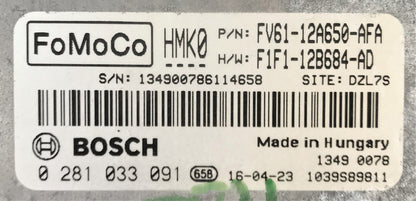 FoMoCo HMK0 P/N: FV61-12A650-AFA
H/W: F1F1-12B684-AD
S/N: 134900786114658 SITE: DZL7S
BOSCH Made in Hungary
1349 0078
0 281 033 091 658 16-04-23 1039S89811